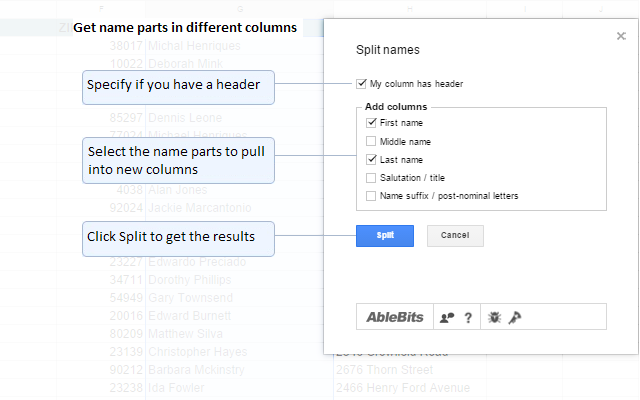 F G H I J
Get name parts in different columns
38017 Michal Henriques
10022 Deborah Mink
Split names
Specify if you have a header
My column has header
85297 Dennis Leone
77024 Michael Henriques
Add columns
First name
Middle name
Last name
Salutation / title
Name suffix / post-nominal letters
Select the name parts to pull
into new columns
4038 Alan Jones
92024 Jackie Marcantonio
Click Split to get the results
Split Cancel
23227 Edwardo Preciado
34711 Dorothy Phillips
54949 Gary Townsend
20016 Edward Burnett
80209 Matthew Silva
AbleBits ?
23139 Christopher Hayes
90212 Barbara Mckinstry 2676 Thorn Street
23238 Ida Fowler 2466 Henry Ford Avenue